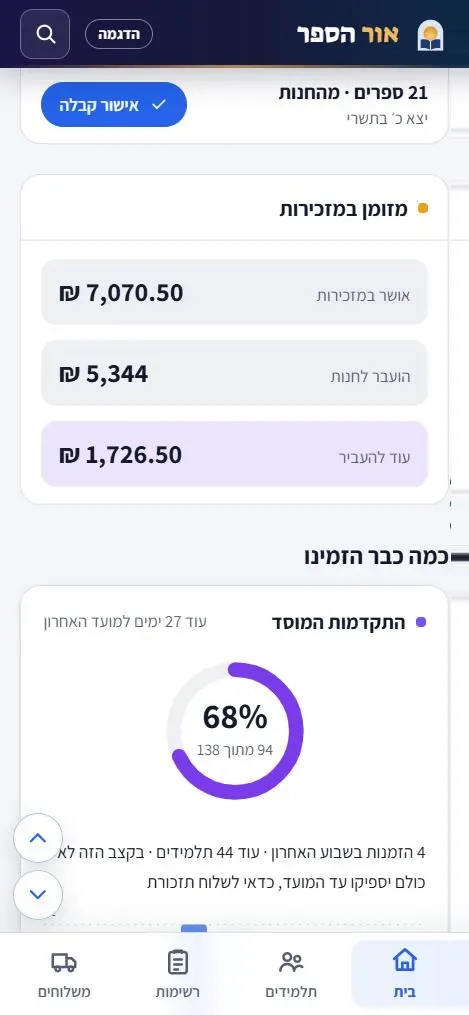 אור הספר
הדגמה
21 ספרים · מהחנות
יצא כ׳ בתשרי
אישור קבלה
מזומן במזכירות
אושר במזכירות
7,070.50 ₪
הועבר לחנות
5,344 ₪
עוד להעביר
1,726.50 ₪
כמה כבר הזמינו
התקדמות המוסד
עוד 27 ימים למועד האחרון
68%
94 מתוך 138
4 הזמנות בשבוע האחרון · עוד 44 תלמידים · בקצב הזה לא
כולם יספיקו עד המועד, כדאי לשלוח תזכורת
בית
תלמידים
רשימות
משלוחים